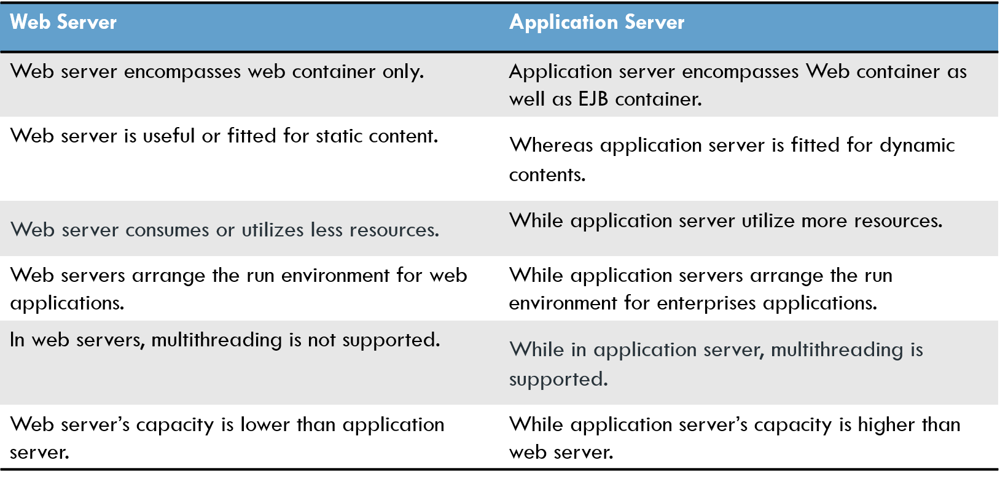 Web Server
Application Server
Web server encompasses web container only.
Application server encompasses Web container as
well as EJB container.
Web server is useful or fitted for static content.
Whereas application server is fitted for dynamic
contents.
Web server consumes or utilizes less resources.
While application server utilize more resources.
Web servers arrange the run environment for web
applications.
While application servers arrange the run
environment for enterprises applications.
In web servers, multithreading is not supported.
While in application server, multithreading is
supported.
Web server’s capacity is lower than application
server.
While application server’s capacity is higher than
web server.